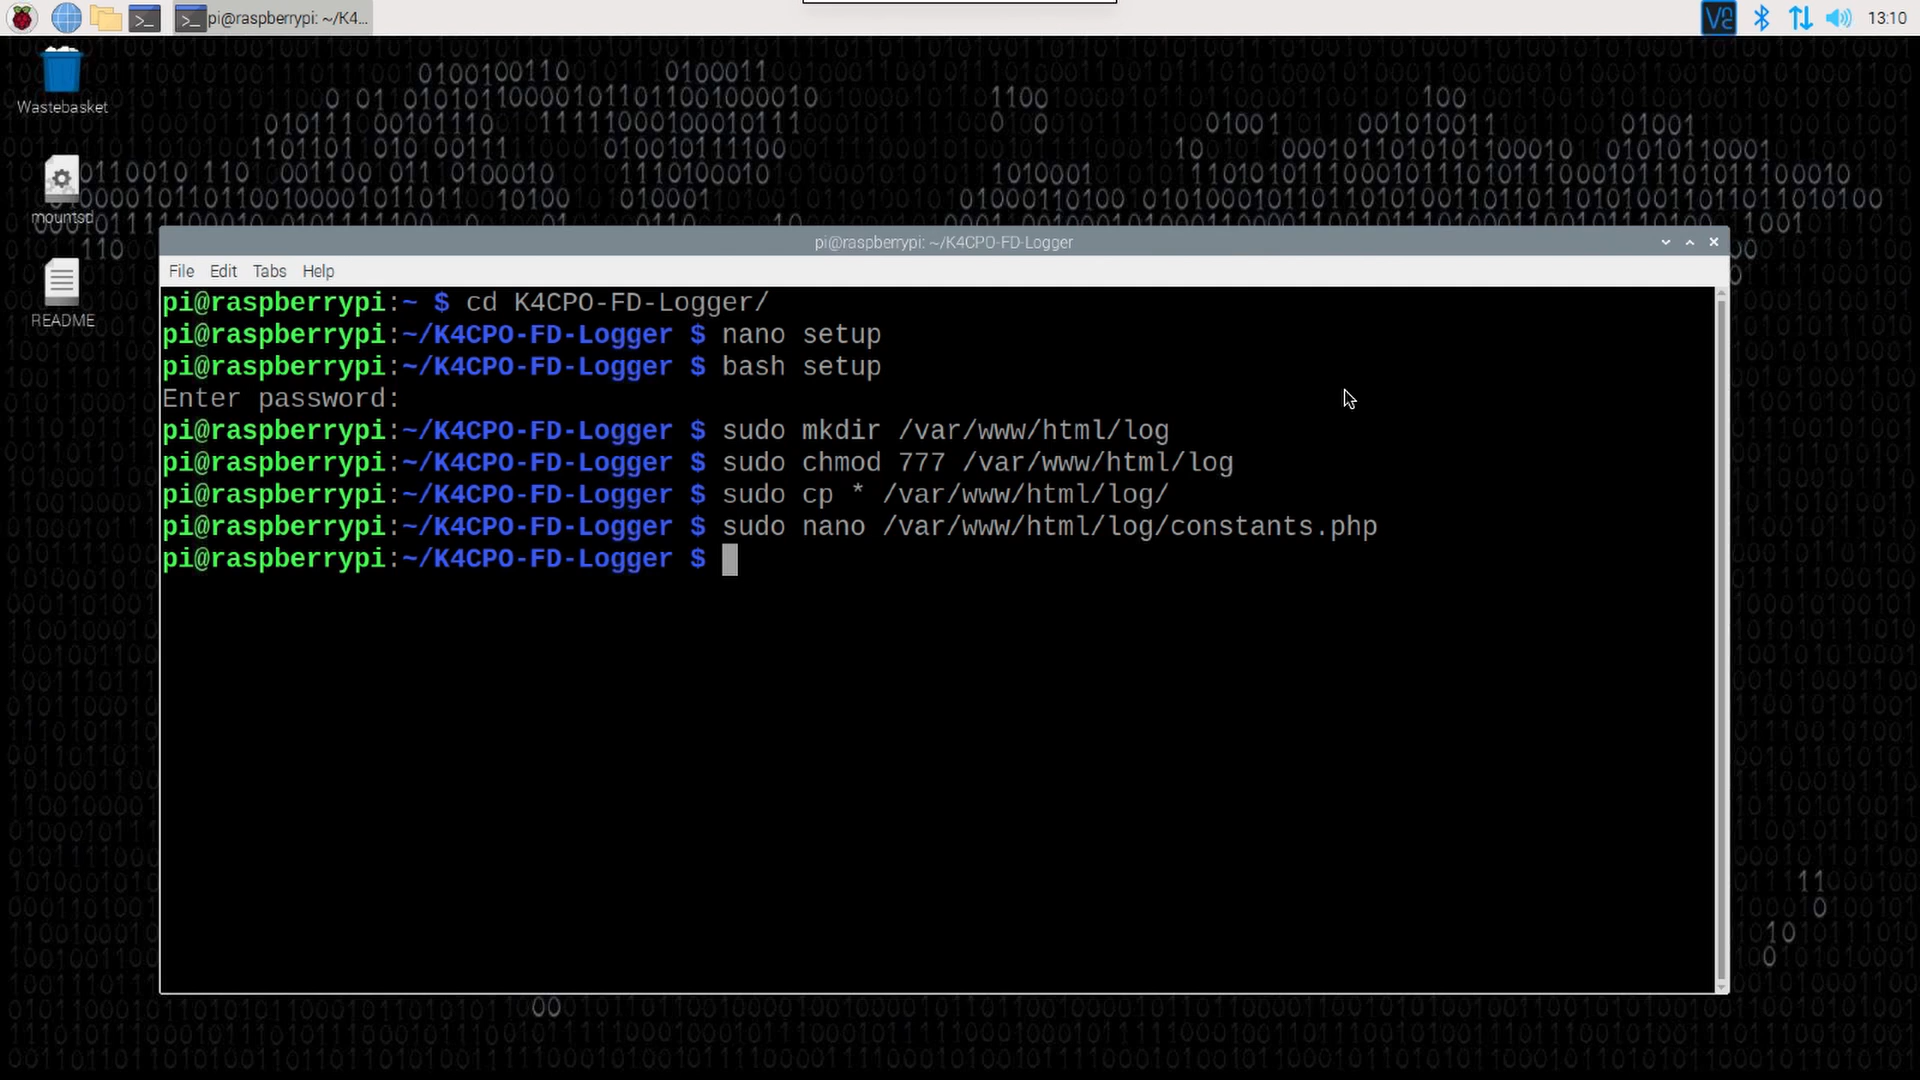 pi@raspberrypi: ~/K4...
13:10
Wastebasket
mountsd
README
pi@raspberrypi: ~/K4CPO-FD-Logger
File Edit Tabs Help
pi@raspberrypi:~ $ cd K4CPO-FD-Logger/
pi@raspberrypi:~/K4CPO-FD-Logger $ nano setup
pi@raspberrypi:~/K4CPO-FD-Logger $ bash setup
Enter password:
pi@raspberrypi:~/K4CPO-FD-Logger $ sudo mkdir /var/www/html/log
pi@raspberrypi:~/K4CPO-FD-Logger $ sudo chmod 777 /var/www/html/log
pi@raspberrypi:~/K4CPO-FD-Logger $ sudo cp * /var/www/html/log/
pi@raspberrypi:~/K4CPO-FD-Logger $ sudo nano /var/www/html/log/constants.php
pi@raspberrypi:~/K4CPO-FD-Logger $